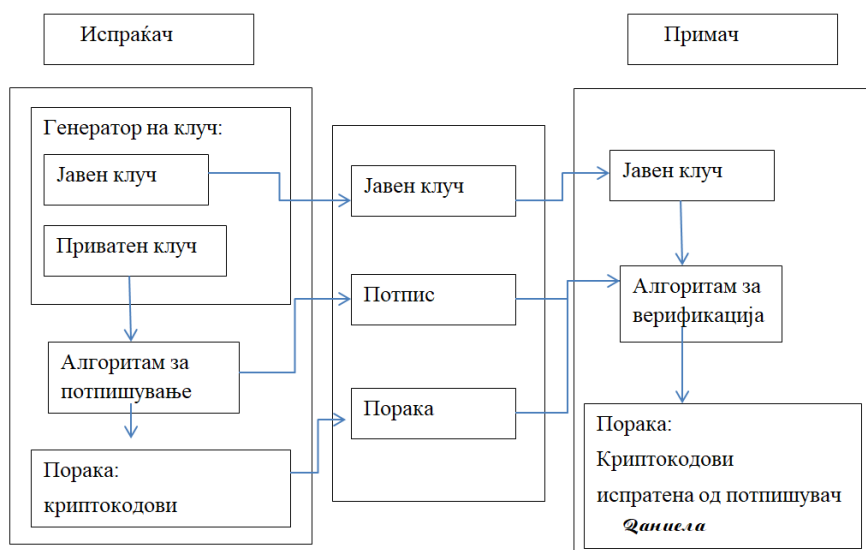 Испраќач
Примач
Генератор на клуч:
Јавен клуч
Приватен клуч
Алгоритам за
потпишување
Порака:
криптокодови
Јавен клуч
Потпис
Порака
Јавен клуч
Алгоритам за
верификација
Порака:
Криптокодови
испратена од потпишувач
Даниела